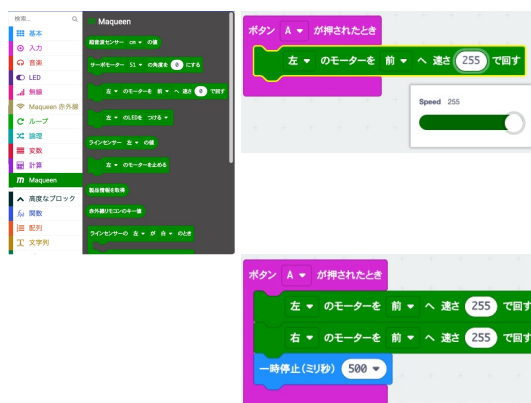 検索...
基本
入力
音楽
LED
無線
Maqueen 赤外線
ループ
論理
変数
計算
Maqueen
高度なブロック
関数
配列
文字列
Maqueen
超音波センサー cm の値
サーボモーター S1 の角度を 0 にする
左 のモーターを 前 へ 速さ 0 で回す
左 のLEDを つける
ラインセンサー 左 の値
左 のモーターを止める
製品情報を取得
赤外線リモコンのキー値
ラインセンサーの 左 が 白 のとき
ボタン A が押されたとき
左 のモーターを 前 へ 速さ 255 で回す
Speed 255
ボタン A が押されたとき
左 のモーターを 前 へ 速さ 255 で回す
右 のモーターを 前 へ 速さ 255 で回す
一時停止(ミリ秒) 500